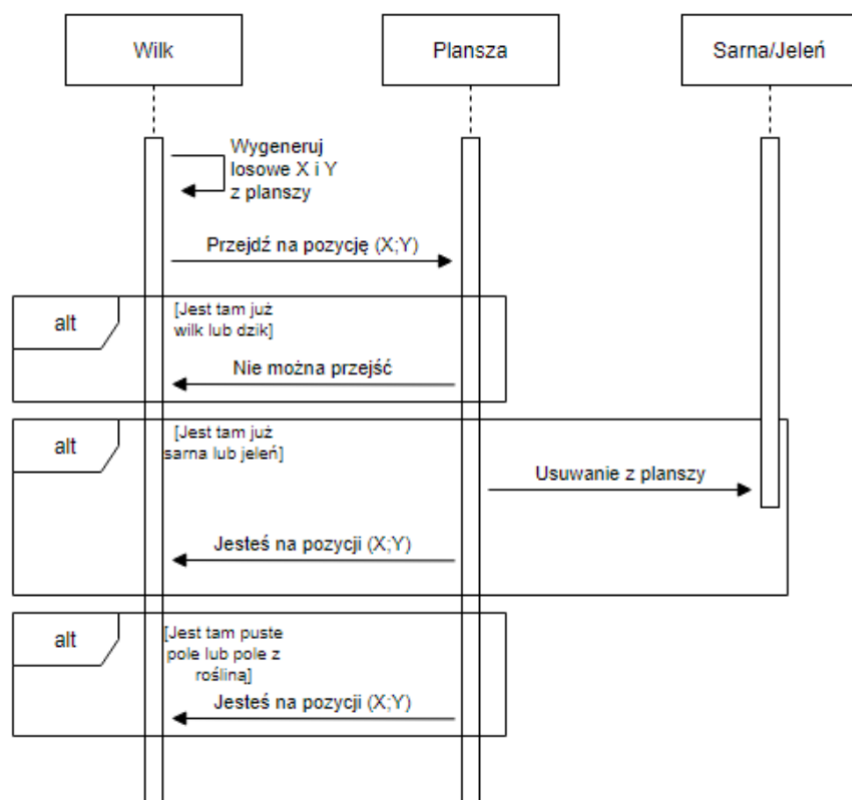 Wilk
Plansza
Sarna/Jeleń
Wygeneruj
losowe X i Y
z planszy
Przejdź na pozycję (X;Y)
alt
[Jest tam już
wilk lub dzik]
Nie można przejść
alt
[Jest tam już
sarna lub jeleń]
Usuwanie z planszy
Jesteś na pozycji (X;Y)
alt
[Jest tam puste
pole lub pole z
rośliną]
Jesteś na pozycji (X;Y)